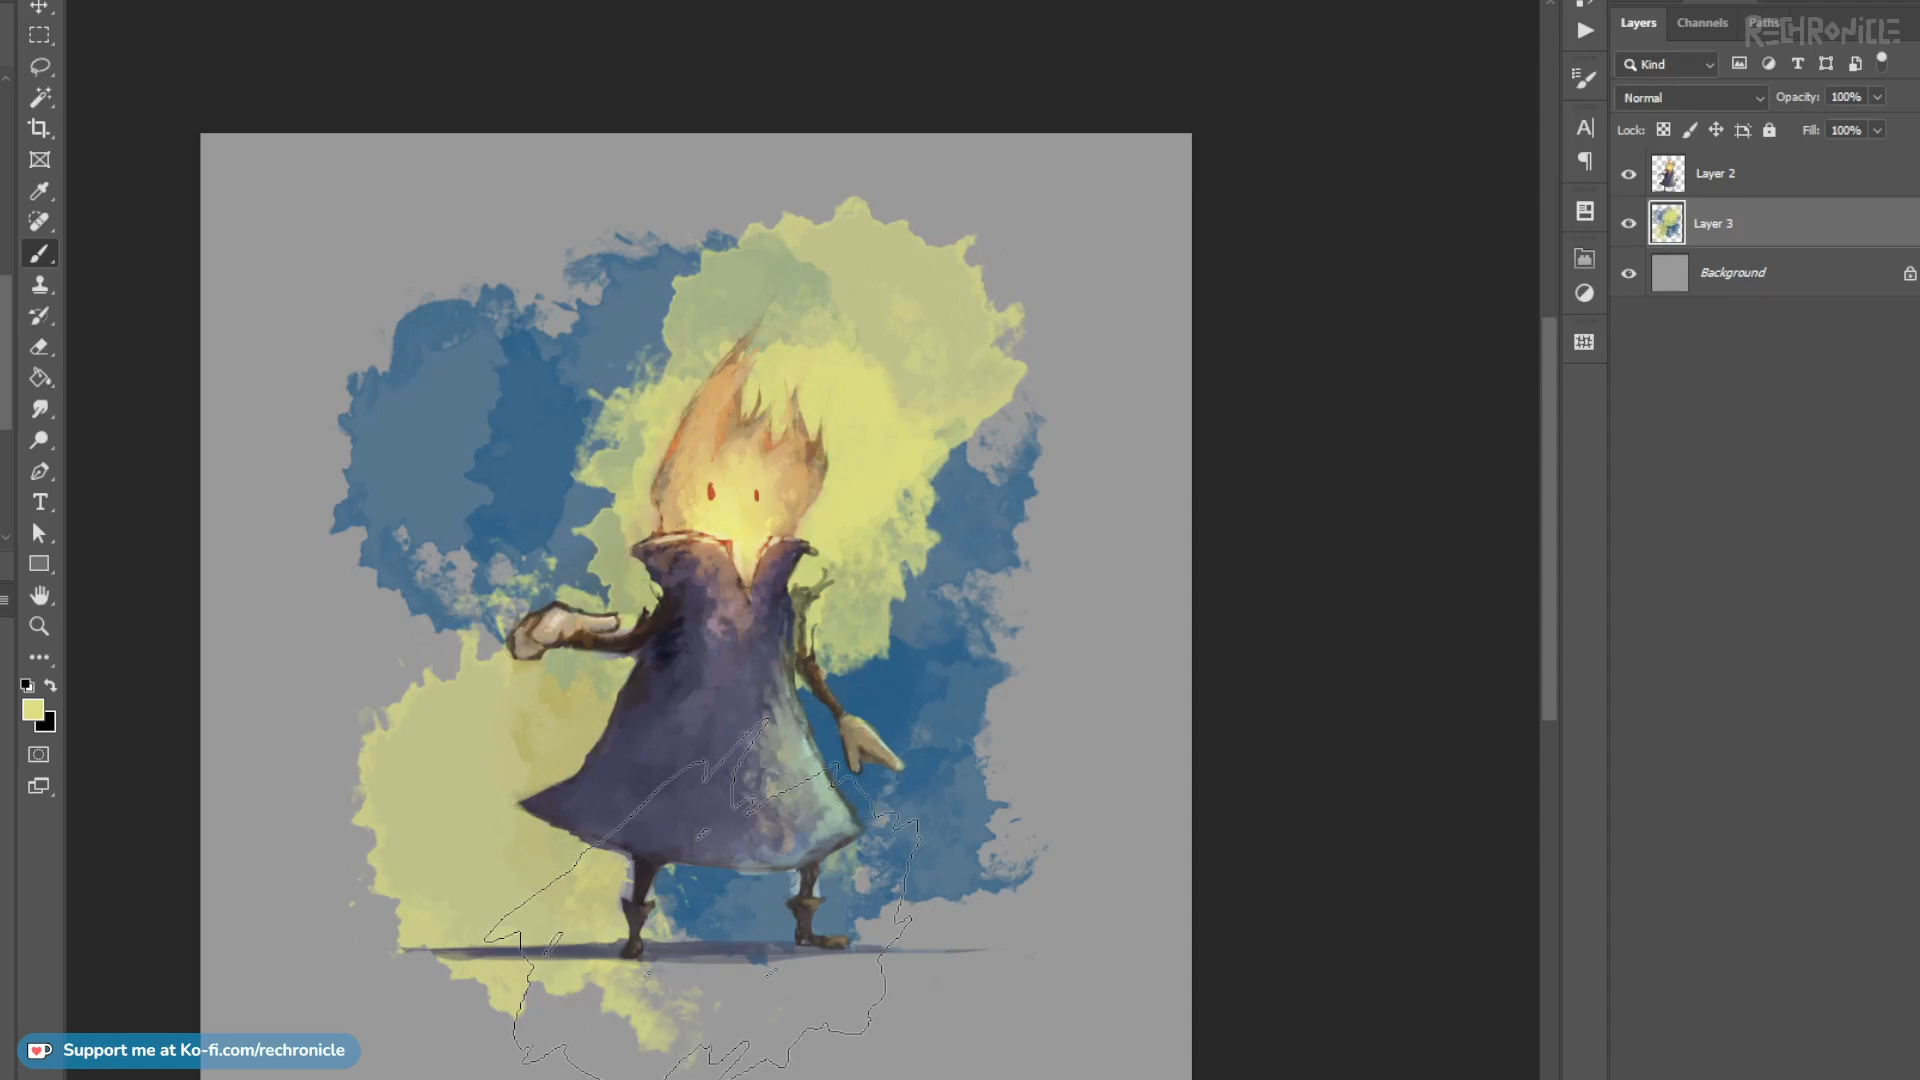 Layers Channels Paths
RECHRONICLE
Kind
Normal Opacity: 100%
Lock: Fill: 100%
Layer 2
Layer 3
Background
Support me at Ko-fi.com/rechronicle